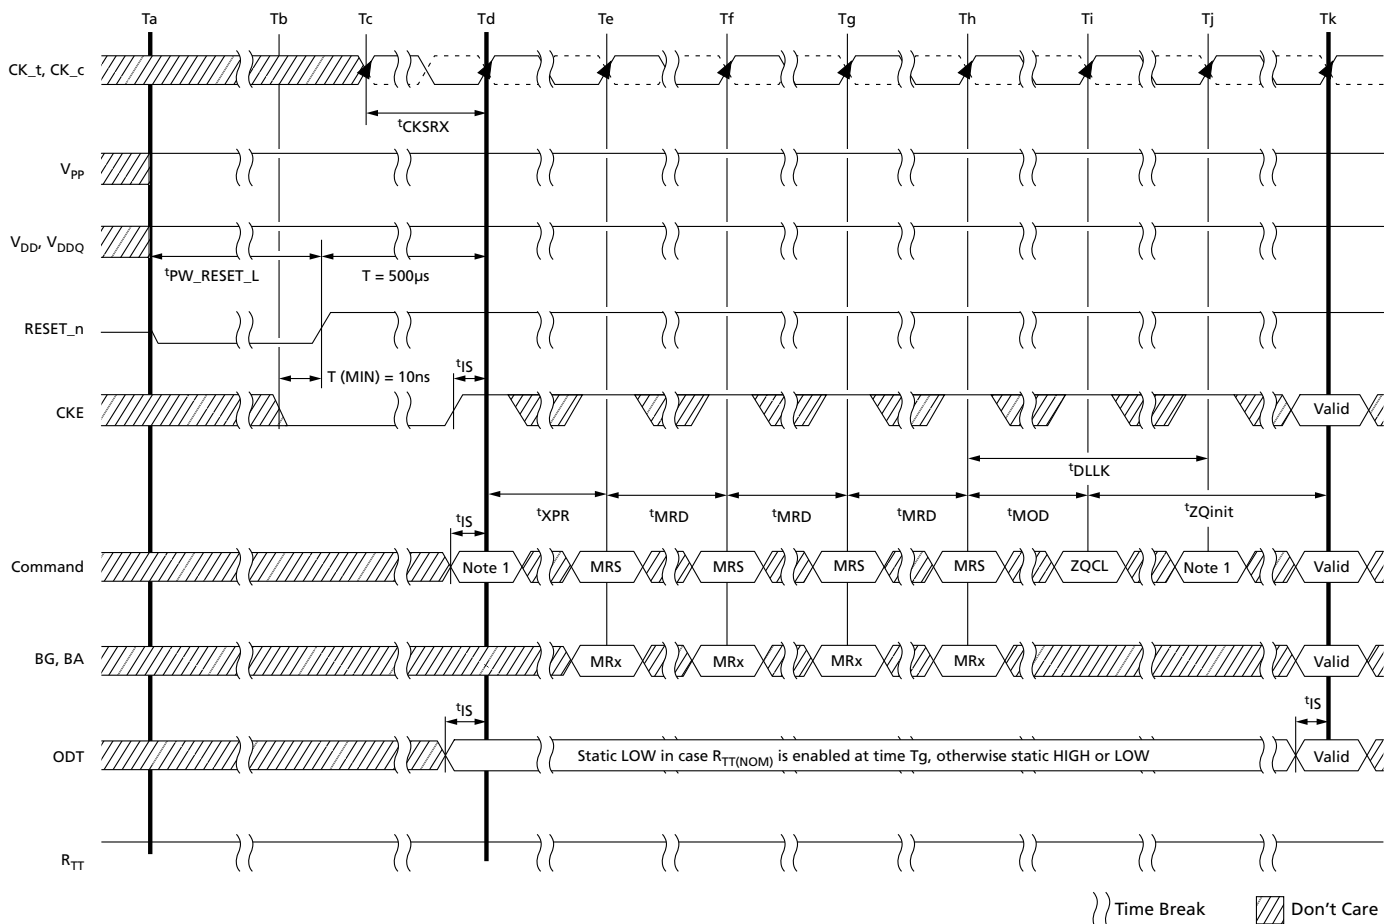 Ta Tb Tc Td Te Tf Tg Th Ti Tj Tk
CK_t, CK_c
tCKSRX
VPP
VDD, VDDQ
tPW_RESET_L T = 500µs
RESET_n
T (MIN) = 10ns tIS
CKE Valid
tDLLK
tXPR tMRD tMRD tMRD tMOD tZQinit
tIS
Command Note 1 MRS MRS MRS MRS ZQCL Note 1 Valid
BG, BA MRx MRx MRx MRx Valid
tIS tIS
ODT Static LOW in case RTT(NOM) is enabled at time Tg, otherwise static HIGH or LOW Valid
RTT
Time Break Don't Care